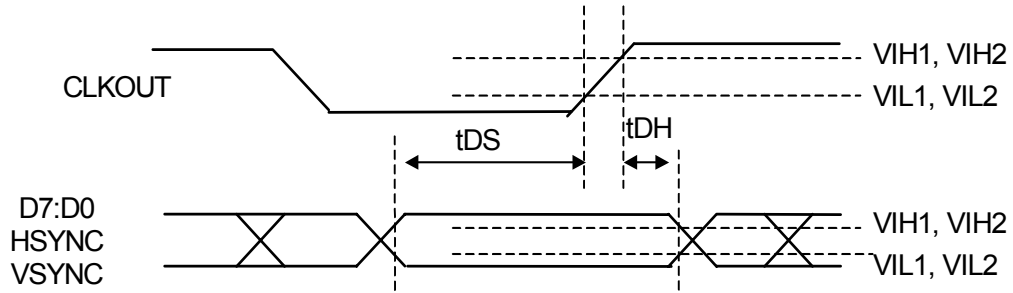 VIH1, VIH2
CLKOUT
VIL1, VIL2
tDS
tDH
D7:D0
HSYNC
VSYNC
VIH1, VIH2
VIL1, VIL2